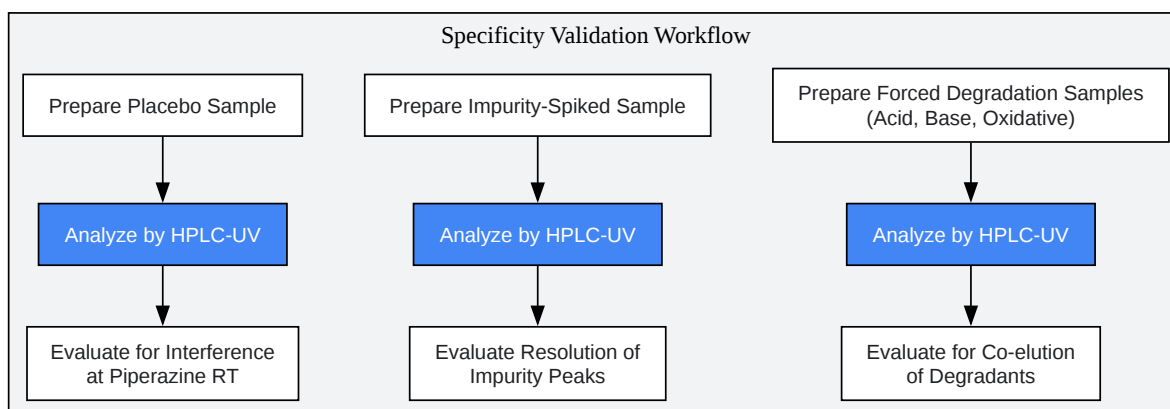 Specificity Validation Workflow
Prepare Placebo Sample
Analyze by HPLC-UV
Evaluate for Interference
at Piperazine RT
Prepare Impurity-Spiked Sample
Analyze by HPLC-UV
Evaluate Resolution of
Impurity Peaks
Prepare Forced Degradation Samples
(Acid, Base, Oxidative)
Analyze by HPLC-UV
Evaluate for Co-elution
of Degradants